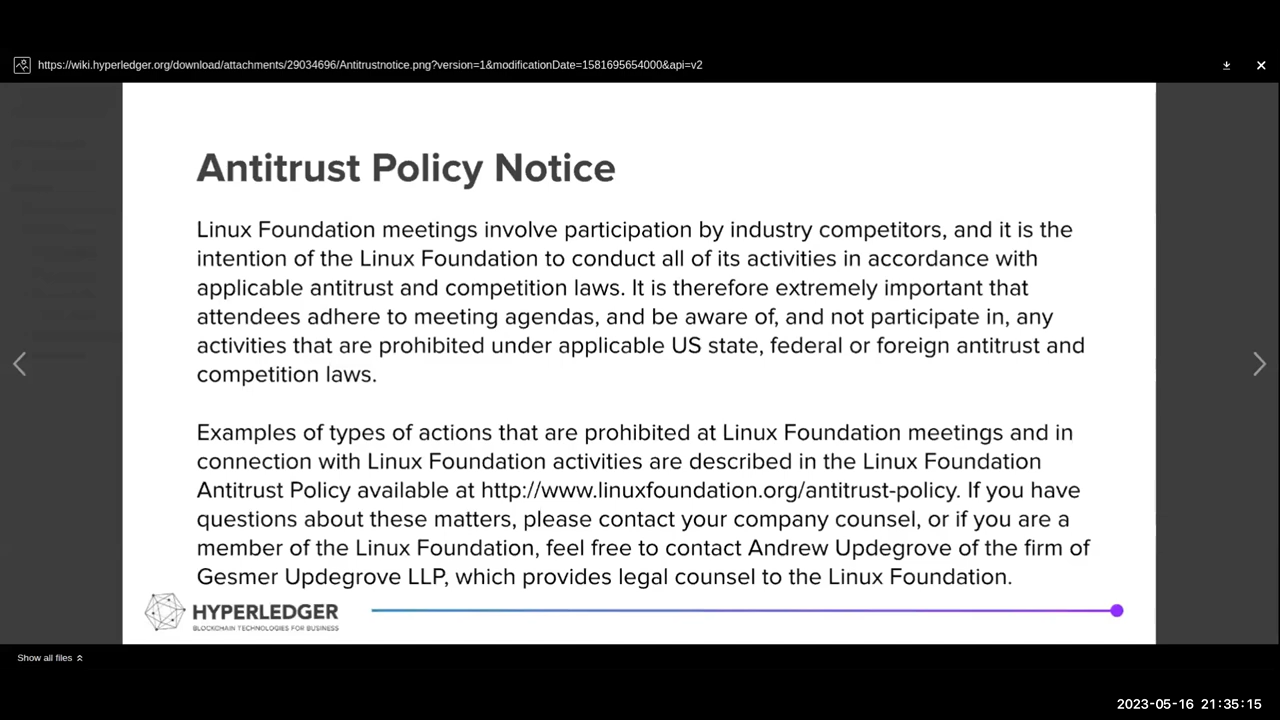 https://wiki.hyperledger.org/download/attachments/29034696/Antitrustnotice.png?version=1&modificationDate=1581695654000&api=v2
Antitrust Policy Notice
Linux Foundation meetings involve participation by industry competitors, and it is the
intention of the Linux Foundation to conduct all of its activities in accordance with
applicable antitrust and competition laws. It is therefore extremely important that
attendees adhere to meeting agendas, and be aware of, and not participate in, any
activities that are prohibited under applicable US state, federal or foreign antitrust and
competition laws.
Examples of types of actions that are prohibited at Linux Foundation meetings and in
connection with Linux Foundation activities are described in the Linux Foundation
Antitrust Policy available at http://www.linuxfoundation.org/antitrust-policy. If you have
questions about these matters, please contact your company counsel, or if you are a
member of the Linux Foundation, feel free to contact Andrew Updegrove of the firm of
Gesmer Updegrove LLP, which provides legal counsel to the Linux Foundation.
HYPERLEDGER
BLOCKCHAIN TECHNOLOGIES FOR BUSINESS
Show all files
2023-05-16 21:35:15